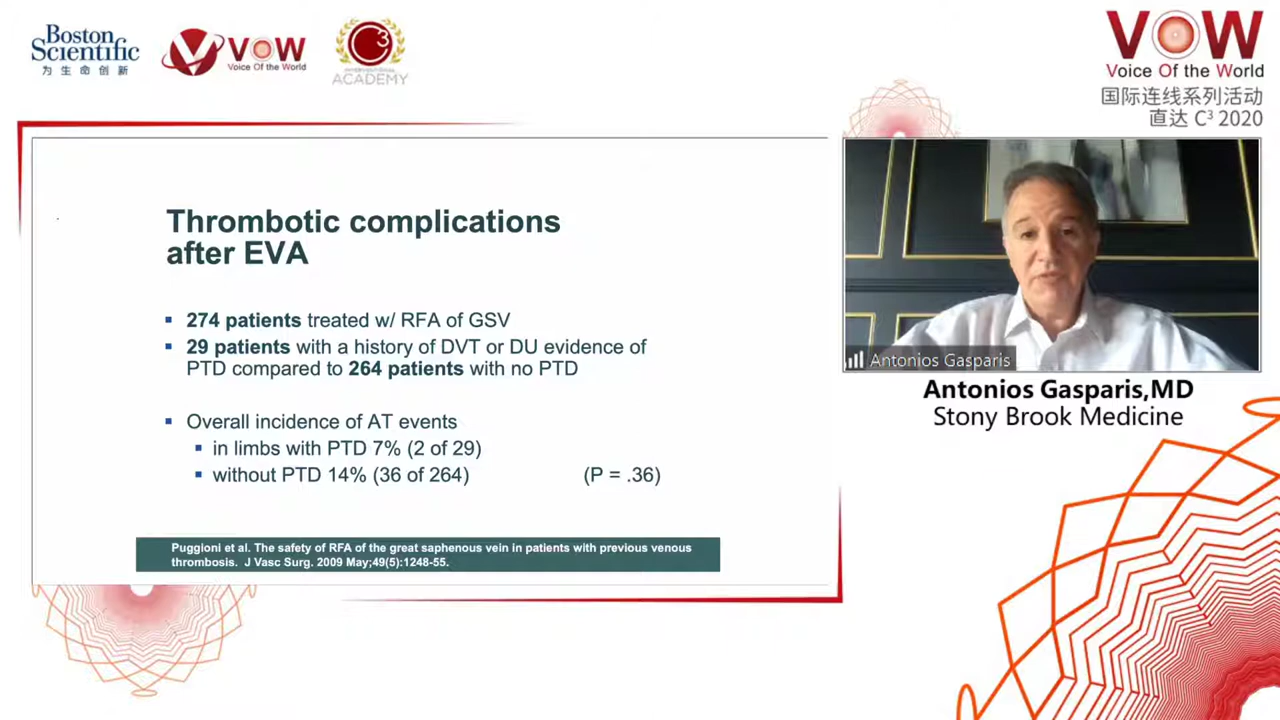 Boston
Scientific
为生命创新
VOW
Voice Of the World
C3
ACADEMY
VOW
Voice Of the World
国际连线系列活动
直达 C³ 2020
Thrombotic complications
after EVA
▪ 274 patients treated w/ RFA of GSV
▪ 29 patients with a history of DVT or DU evidence of
PTD compared to 264 patients with no PTD
▪ Overall incidence of AT events
▪ in limbs with PTD 7% (2 of 29)
▪ without PTD 14% (36 of 264) (P = .36)
Puggioni et al. The safety of RFA of the great saphenous vein in patients with previous venous
thrombosis. J Vasc Surg. 2009 May;49(5):1248-55.
Antonios Gasparis
Antonios Gasparis,MD
Stony Brook Medicine